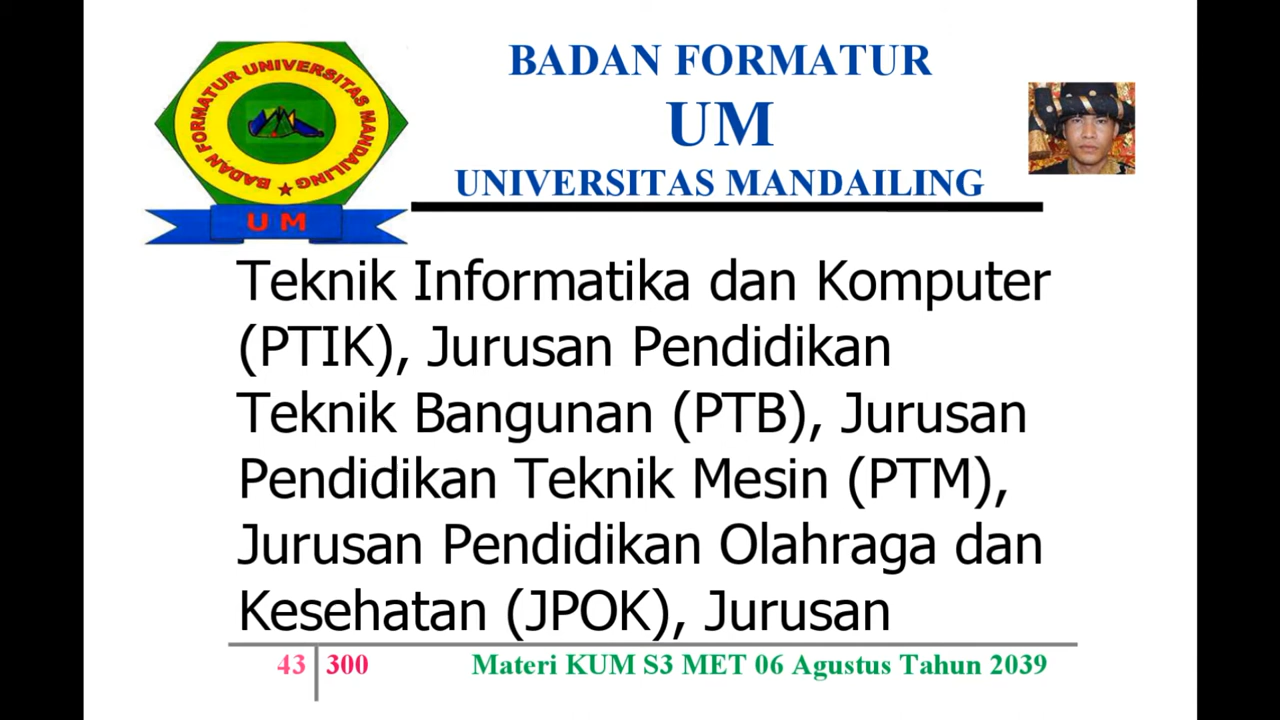 BADAN FORMATUR UNIVERSITAS MANDAILING
U M
BADAN FORMATUR
UM
UNIVERSITAS MANDAILING
Teknik Informatika dan Komputer
(PTIK), Jurusan Pendidikan
Teknik Bangunan (PTB), Jurusan
Pendidikan Teknik Mesin (PTM),
Jurusan Pendidikan Olahraga dan
Kesehatan (JPOK), Jurusan
43 300 Materi KUM S3 MET 06 Agustus Tahun 2039